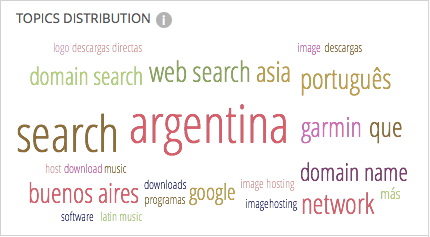 TOPICS DISTRIBUTION i
logo descargas directas
image descargas
domain search
web search asia
português
search
argentina
garmin que
host download music
domain name
buenos aires
downloads
programas
google
image hosting
imagehosting
network
más
software latin music